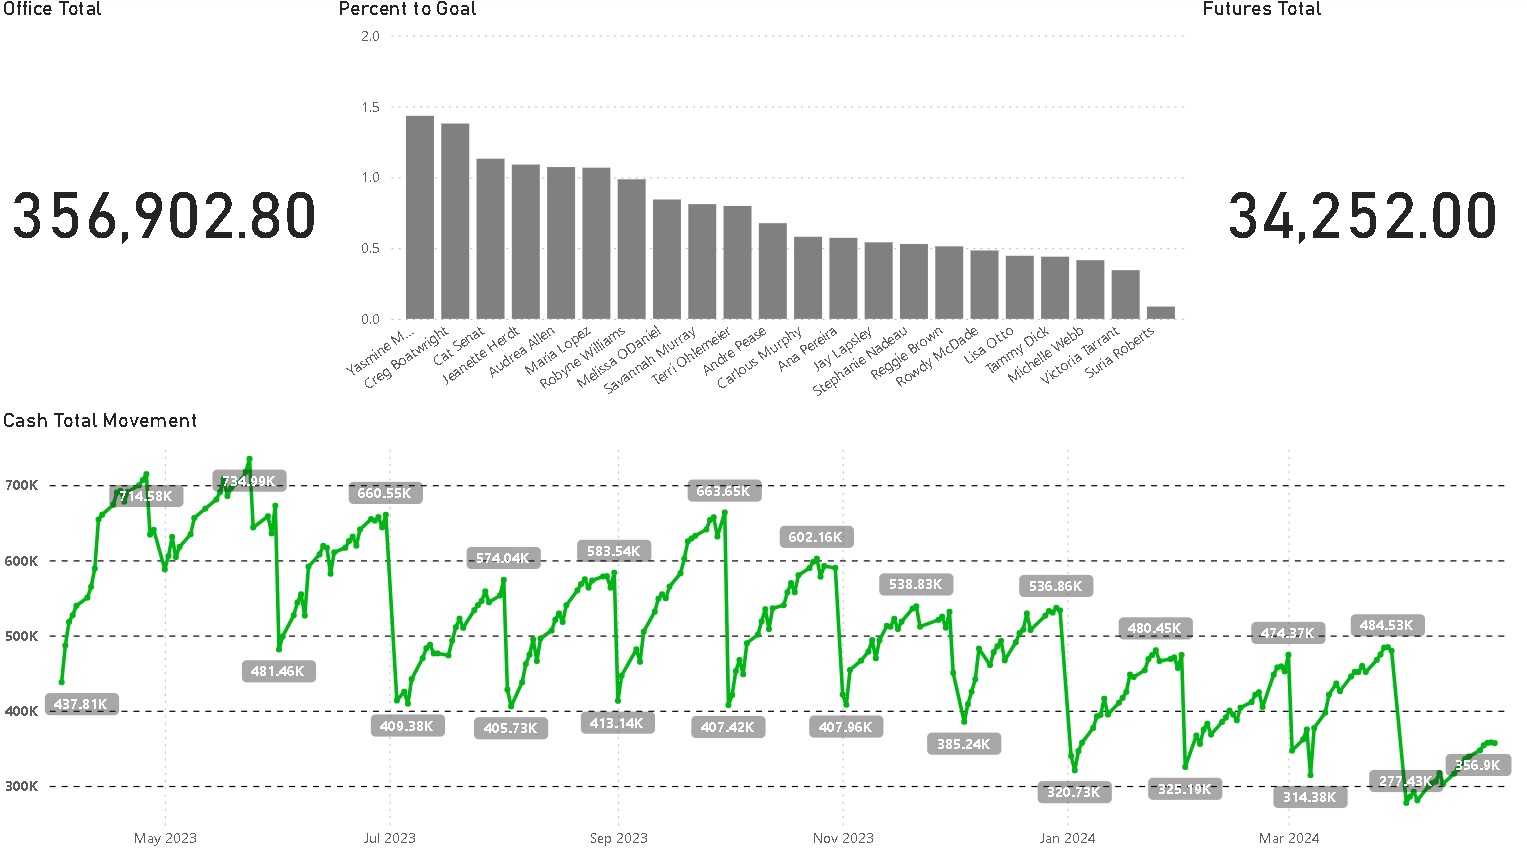 Office Total
356,902.80
Percent to Goal
2.0
1.5
1.0
0.5
0.0
Yasmine M...
Creg Boatwright
Cat Senat
Jeanette Herdt
Audrea Allen
Maria Lopez
Robyne Williams
Melissa ODaniel
Savannah Murray
Terri Ohlemeier
Andre Pease
Carlous Murphy
Ana Pereira
Jay Lapsley
Stephanie Nadeau
Reggie Brown
Rowdy McDade
Lisa Otto
Tammy Dick
Michelle Webb
Victoria Tarrant
Suria Roberts
Futures Total
34,252.00
Cash Total Movement
700K
600K
500K
400K
300K
437.81K
714.58K
734.99K
481.46K
660.55K
409.38K
574.04K
405.73K
583.54K
413.14K
663.65K
407.42K
602.16K
407.96K
538.83K
385.24K
536.86K
320.73K
480.45K
325.19K
474.37K
314.38K
484.53K
277.43K
356.9K
May 2023
Jul 2023
Sep 2023
Nov 2023
Jan 2024
Mar 2024